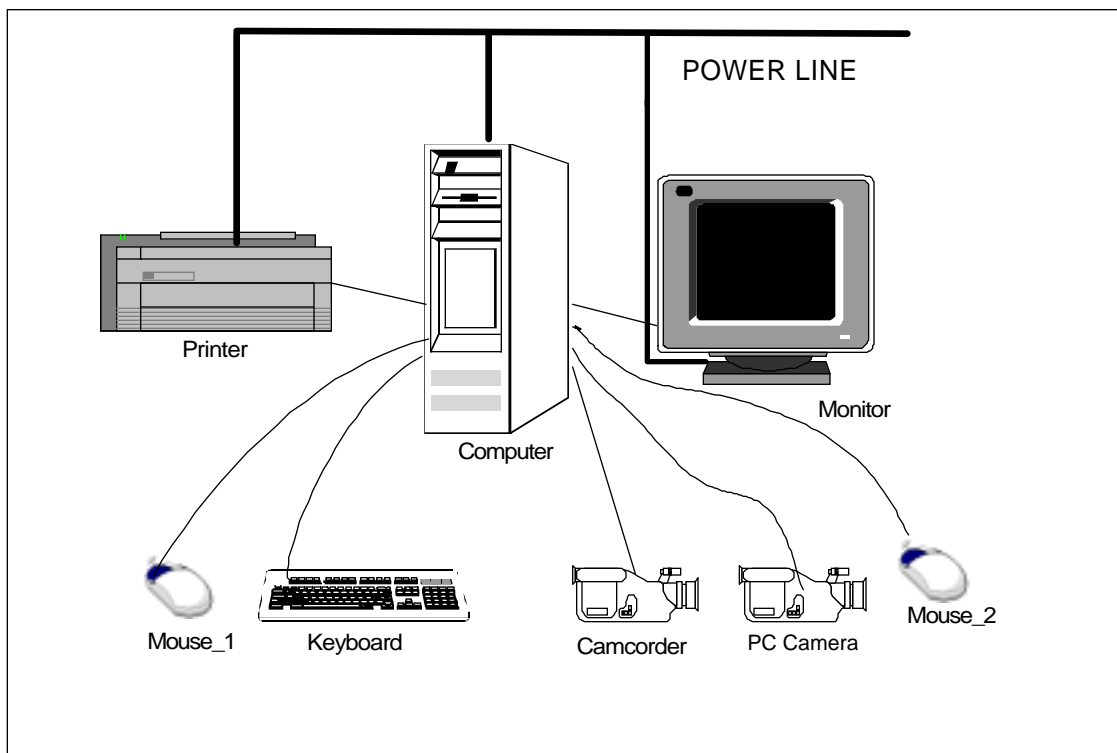 POWER LINE
Printer
Monitor
Computer
Mouse_1
Keyboard
Camcorder
PC Camera
Mouse_2